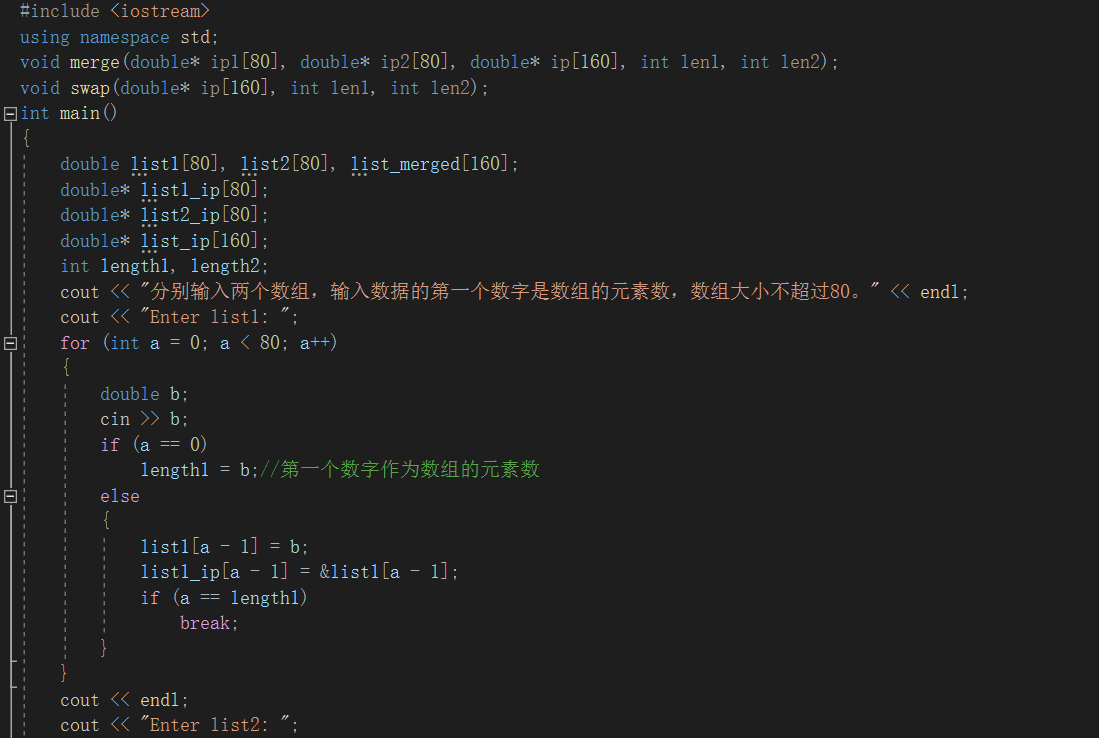 #include <iostream>
using namespace std;
void merge(double* ip1[80], double* ip2[80], double* ip[160], int len1, int len2);
void swap(double* ip[160], int len1, int len2);
int main()
{
    double list1[80], list2[80], list_merged[160];
    double* list1_ip[80];
    double* list2_ip[80];
    double* list_ip[160];
    int length1, length2;
    cout << "分别输入两个数组，输入数据的第一个数字是数组的元素数，数组大小不超过80。" << endl;
    cout << "Enter list1: ";
    for (int a = 0; a < 80; a++)
    {
        double b;
        cin >> b;
        if (a == 0)
            length1 = b;//第一个数字作为数组的元素数
        else
        {
            list1[a - 1] = b;
            list1_ip[a - 1] = &list1[a - 1];
            if (a == length1)
                break;
        }
    }
    cout << endl;
    cout << "Enter list2: ";